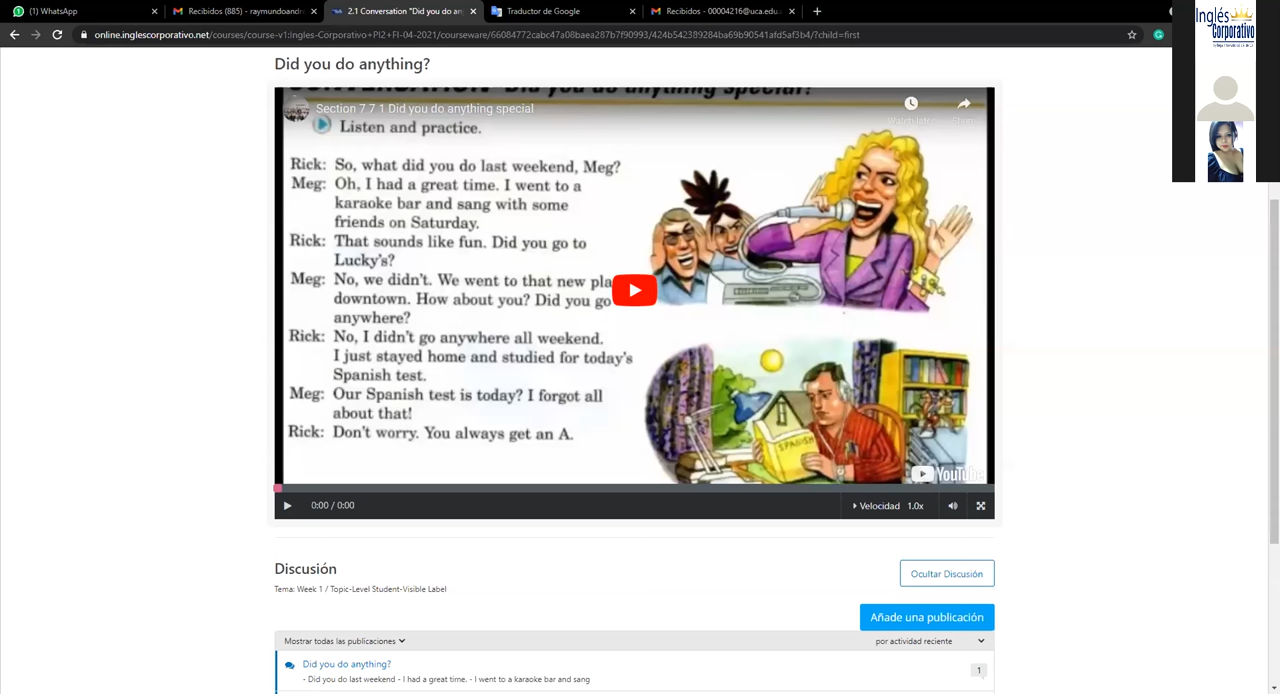 (1) WhatsApp
Recibidos (885) - raymundoandre
2.1 Conversation "Did you do an
Traductor de Google
Recibidos - 00004216@uca.edu.
online.inglescorporativo.net/courses/course-v1:Ingles-Corporativo+PI2+FI-04-2021/courseware/66084772cabc47a08baea287b7f90993/424b542389284ba69b90541afd5af3b4/?child=first
Inglés
Corporativo
Did you do anything?
Section 7 7 1 Did you do anything special
Watch later
Share
Listen and practice.
Rick: So, what did you do last weekend, Meg?
Meg: Oh, I had a great time. I went to a
karaoke bar and sang with some
friends on Saturday.
Rick: That sounds like fun. Did you go to
Lucky's?
Meg: No, we didn't. We went to that new pla
downtown. How about you? Did you go
anywhere?
Rick: No, I didn't go anywhere all weekend.
I just stayed home and studied for today's
Spanish test.
Meg: Our Spanish test is today? I forgot all
about that!
Rick: Don't worry. You always get an A.
SPANISH
YouTube
0:00 / 0:00
Velocidad 1.0x
Discusión
Ocultar Discusión
Tema: Week 1 / Topic-Level Student-Visible Label
Añade una publicación
Mostrar todas las publicaciones
por actividad reciente
Did you do anything?
1
- Did you do last weekend - I had a great time. - I went to a karaoke bar and sang